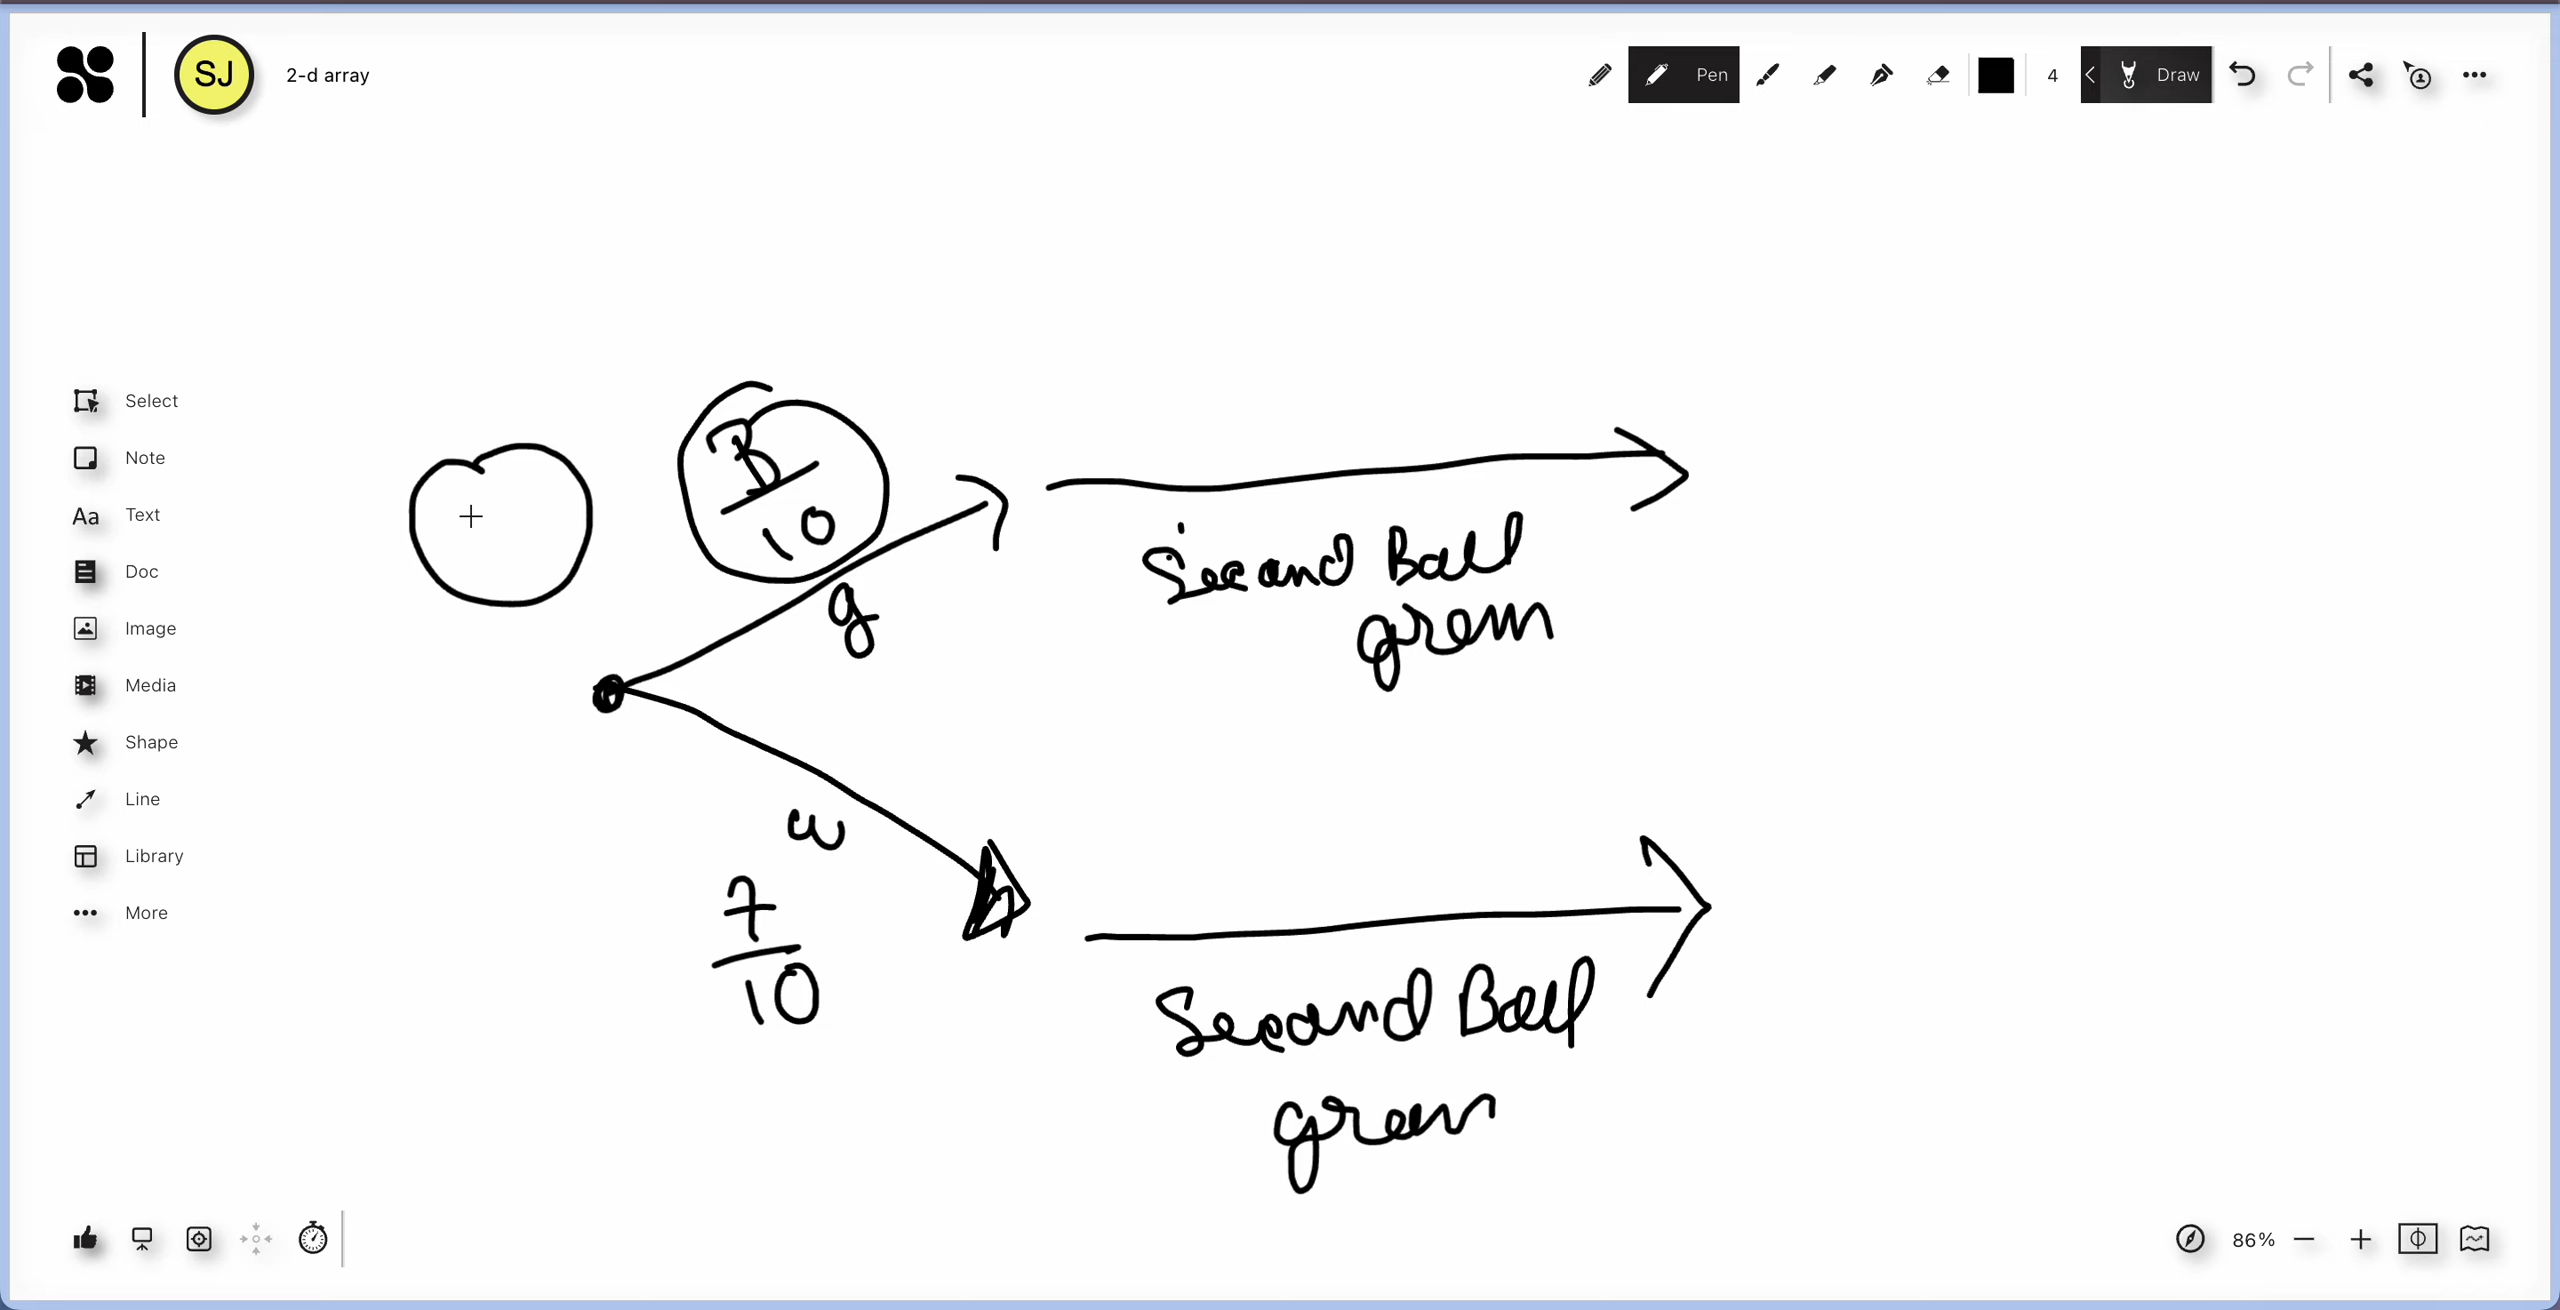 SJ
2-d array
Pen
4
Draw
Select
Note
Aa Text
Doc
Image
Media
Shape
Line
Library
More
3
10
g
Second Ball
green
w
7
10
Second Ball
green
86%